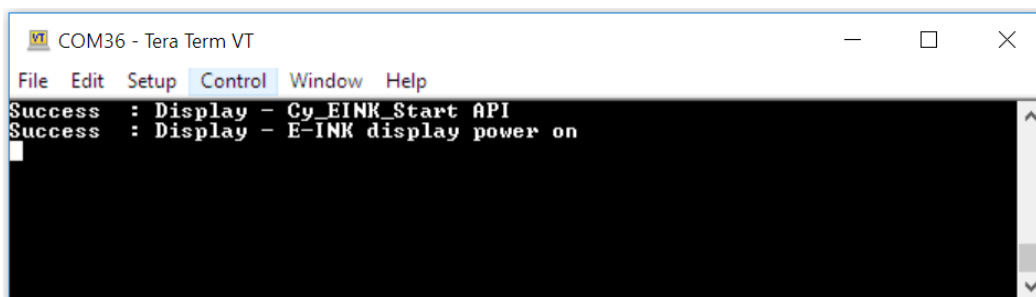 COM36 - Tera Term VT
File Edit Setup Control Window Help
Success : Display - Cy_EINK_Start API
Success : Display - E-INK display power on